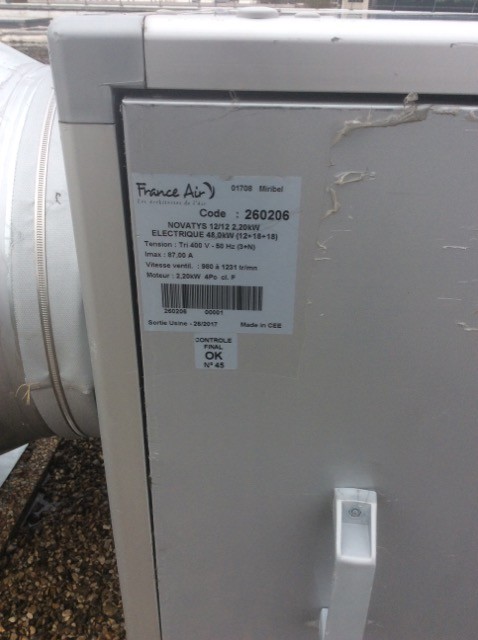 France Air 01708 Miribel
Les Architectes de l'Air
Code : 260206
NOVATYS 12/12 2,20kW
ELECTRIQUE 45,0kW (12+15+18)
Tension : Tri 400 V - 50 Hz (3+N)
Imax : 67,00 A
Vitesse ventil. : 960 à 1231 tr/mn
Moteur : 2,20kW 4Po cl. F
260206 00001
Sortie Usine - 26/2017 Made in CEE
CONTROLE
FINAL
OK
N° 45